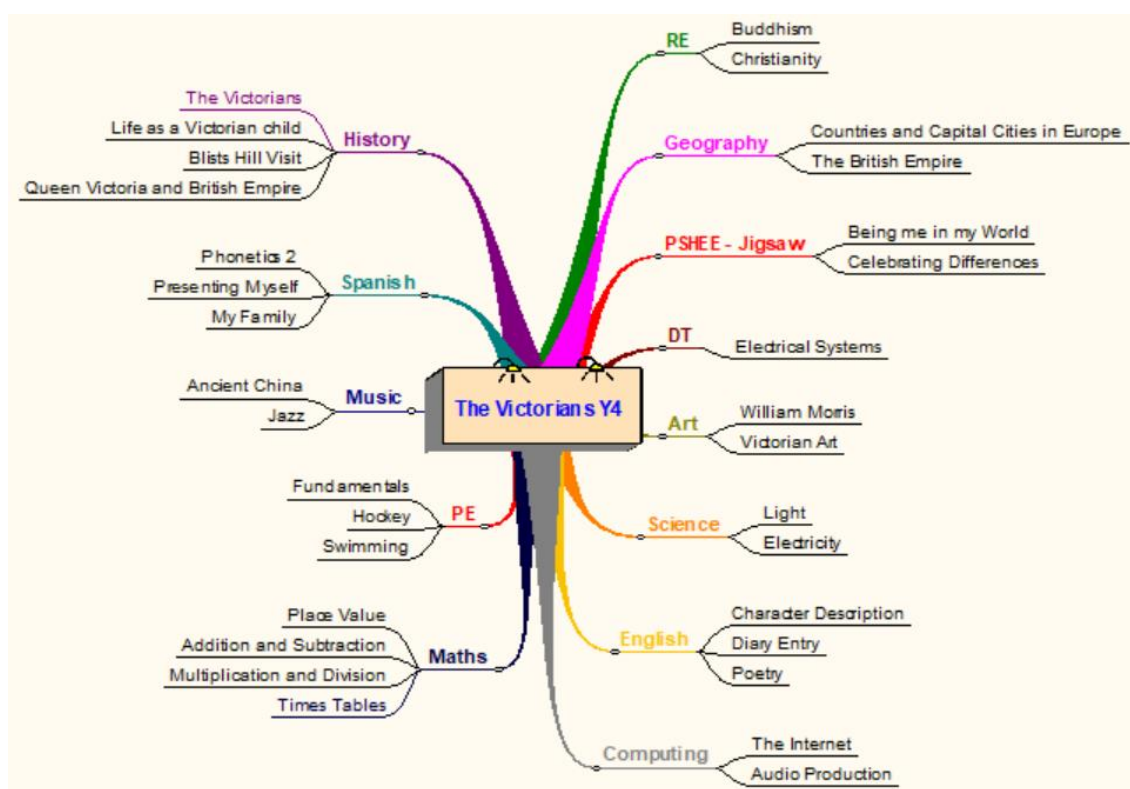 The Victorians Y4
History
The Victorians
Life as a Victorian child
Blists Hill Visit
Queen Victoria and British Empire
Spanish
Phonetics 2
Presenting Myself
My Family
Music
Ancient China
Jazz
PE
Fundamentals
Hockey
Swimming
Maths
Place Value
Addition and Subtraction
Multiplication and Division
Times Tables
RE
Buddhism
Christianity
Geography
Countries and Capital Cities in Europe
The British Empire
PSHEE - Jigsaw
Being me in my World
Celebrating Differences
DT
Electrical Systems
Art
William Morris
Victorian Art
Science
Light
Electricity
English
Character Description
Diary Entry
Poetry
Computing
The Internet
Audio Production